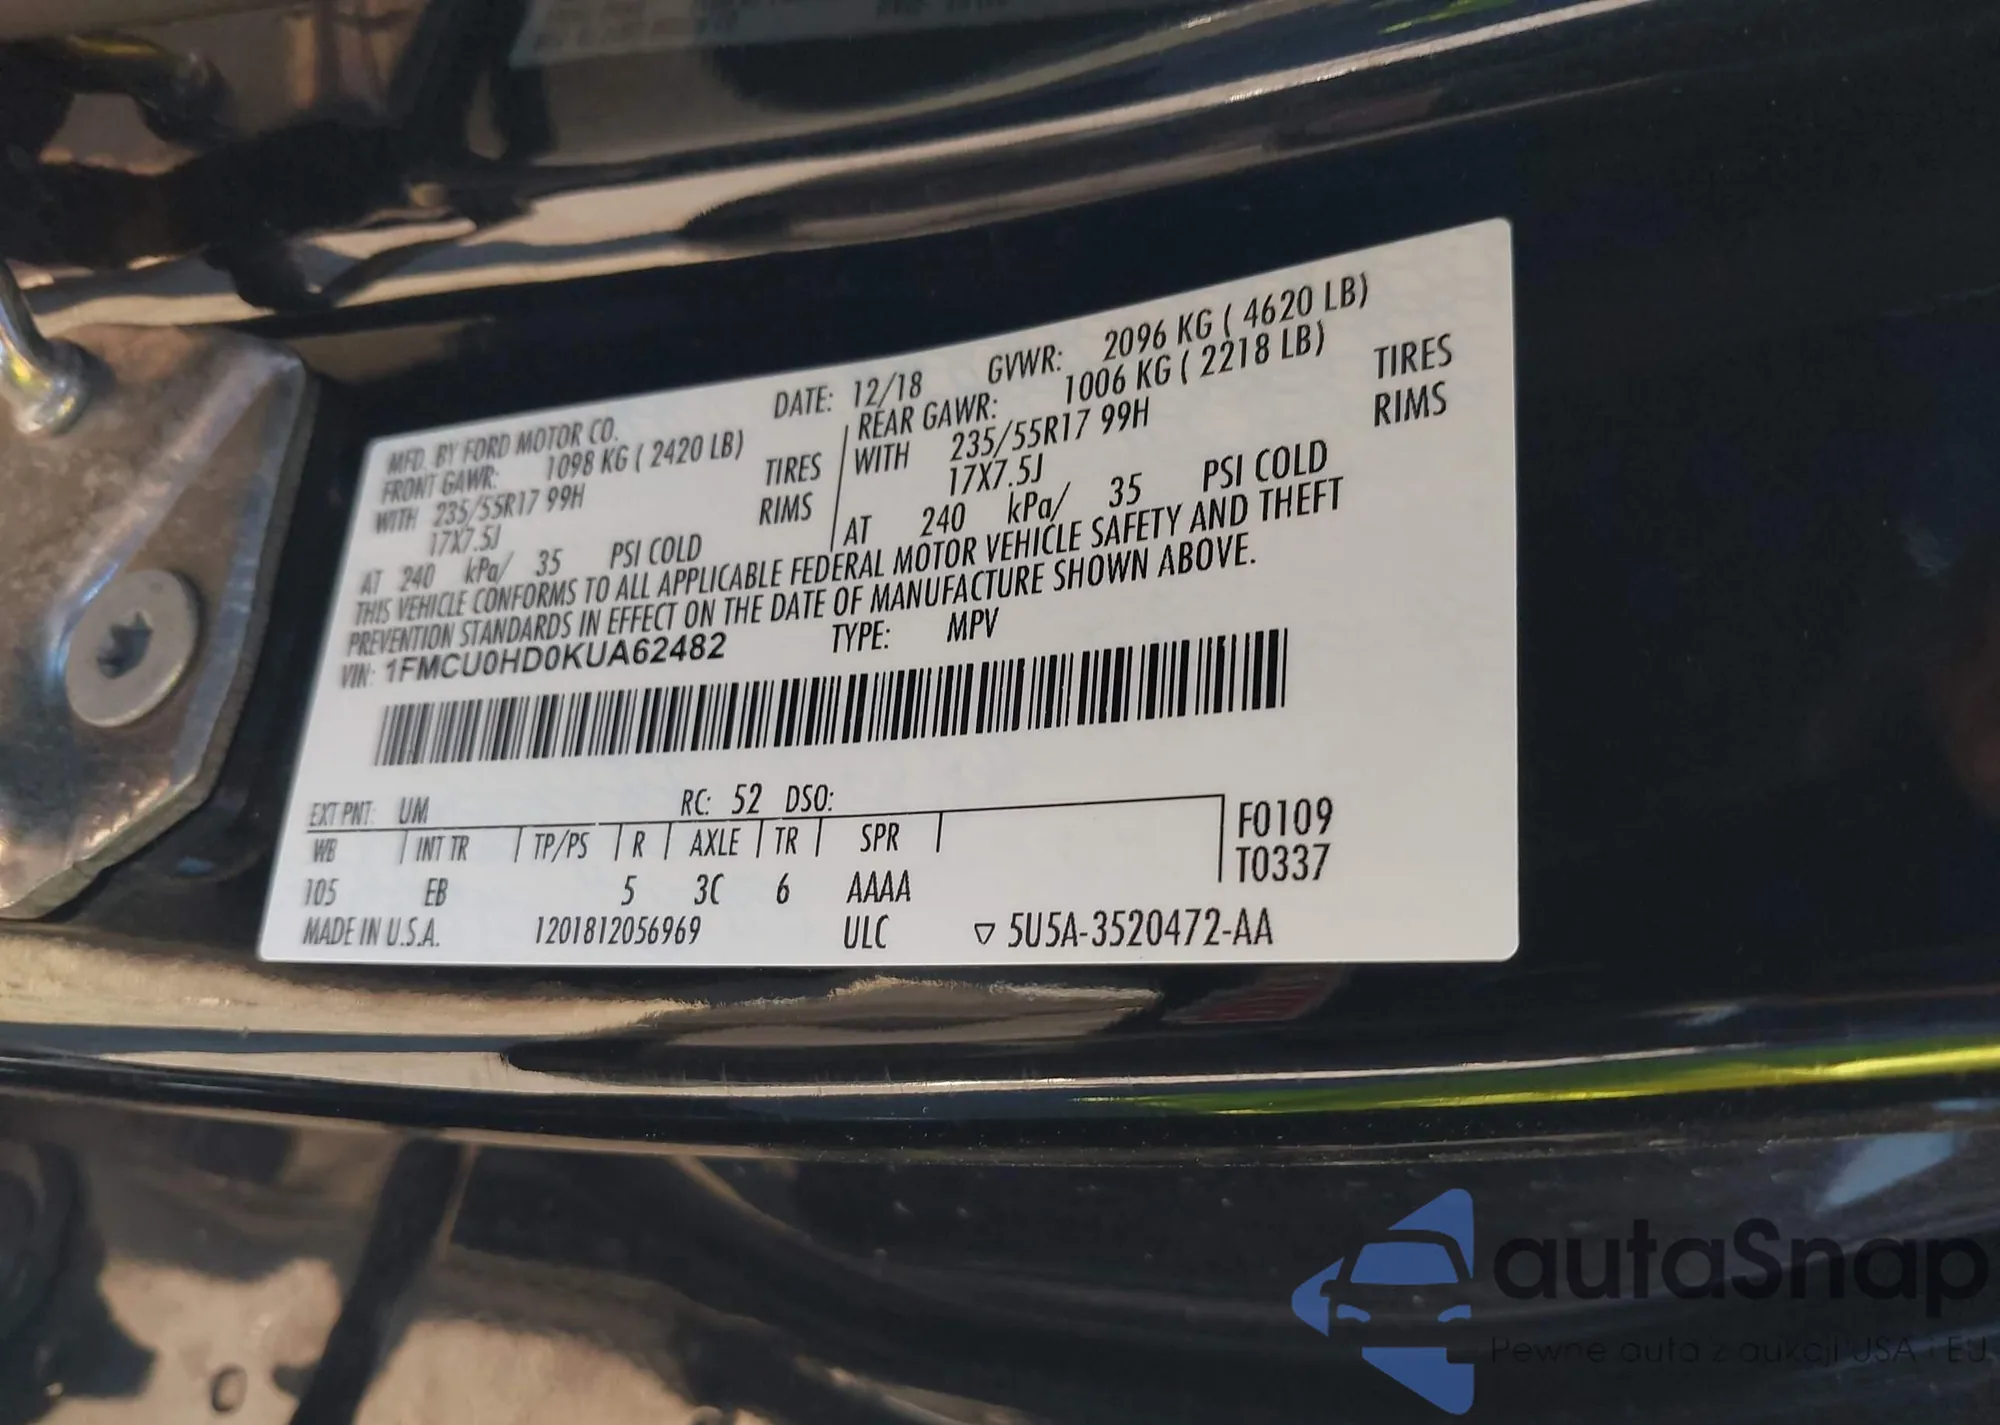 MFD. BY FORD MOTOR CO. DATE: 12/18 GVWR: 2096 KG ( 4620 LB)
FRONT GAWR: 1098 KG ( 2420 LB) REAR GAWR: 1006 KG ( 2218 LB)
WITH 235/55R17 99H TIRES WITH 235/55R17 99H TIRES
17X7.5J RIMS 17X7.5J RIMS
AT 240 kPa/ 35 PSI COLD AT 240 kPa/ 35 PSI COLD
THIS VEHICLE CONFORMS TO ALL APPLICABLE FEDERAL MOTOR VEHICLE SAFETY AND THEFT
PREVENTION STANDARDS IN EFFECT ON THE DATE OF MANUFACTURE SHOWN ABOVE.
VIN: 1FMCU0HD0KUA62482 TYPE: MPV
EXT PNT: UM RC: 52 DSO:
WB INT TR TP/PS R AXLE TR SPR F0109
105 EB 5 3C 6 AAAA T0337
MADE IN U.S.A. 1201812056969 ULC ▽ 5U5A-3520472-AA
autaSnap
Pewne auta z aukcji USA i EU